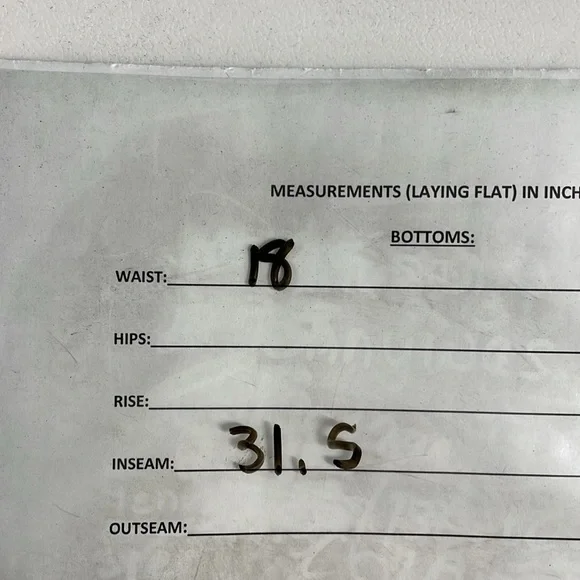 MEASUREMENTS (LAYING FLAT) IN INCH
BOTTOMS:
WAIST: 18
HIPS:
RISE:
INSEAM: 31.5
OUTSEAM: